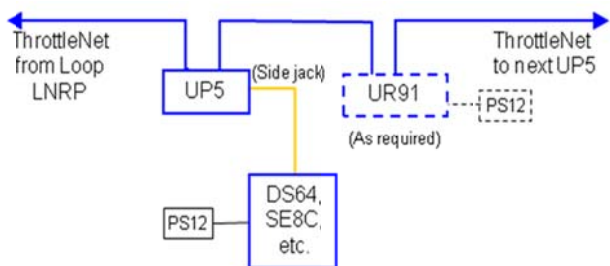 ThrottleNet
from Loop
LNRP
(Side jack)
ThrottleNet
to next UP5
UP5
UR91
PS12
(As required)
DS64,
SE8C,
etc.
PS12